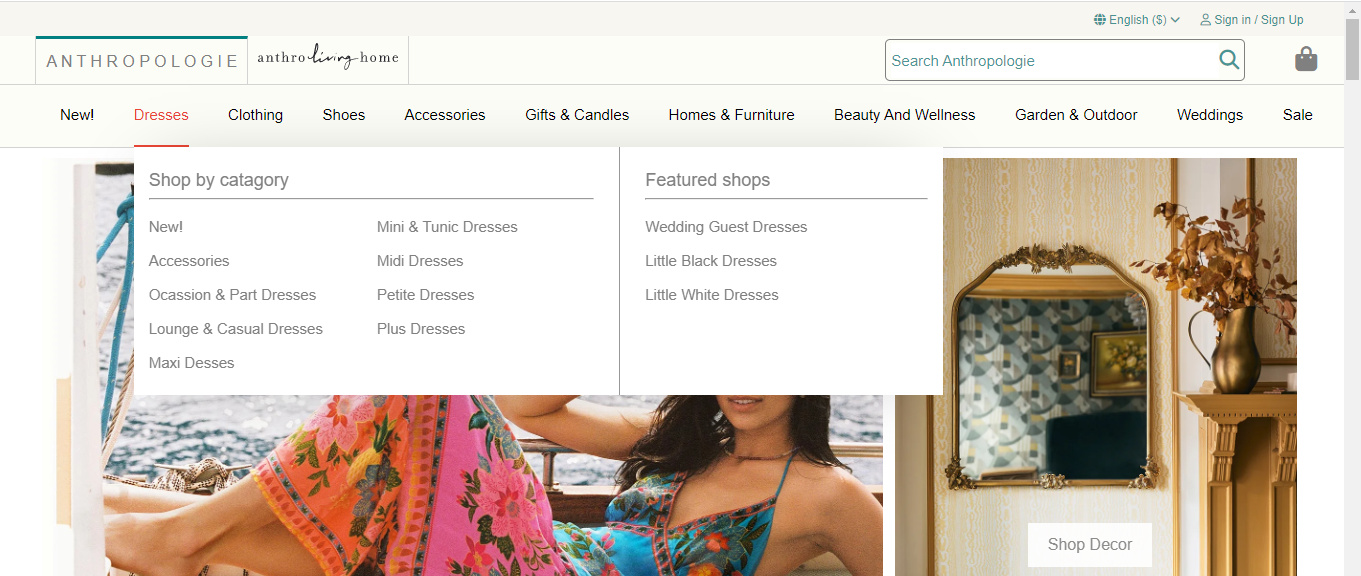 English ($) Sign in / Sign Up
ANTHROPOLOGIE anthro living home Search Anthropologie
New! Dresses Clothing Shoes Accessories Gifts & Candles Homes & Furniture Beauty And Wellness Garden & Outdoor Weddings Sale
Shop by catagory
New!
Accessories
Ocassion & Part Dresses
Lounge & Casual Dresses
Maxi Desses
Mini & Tunic Dresses
Midi Dresses
Petite Dresses
Plus Dresses
Featured shops
Wedding Guest Dresses
Little Black Dresses
Little White Dresses
Shop Decor